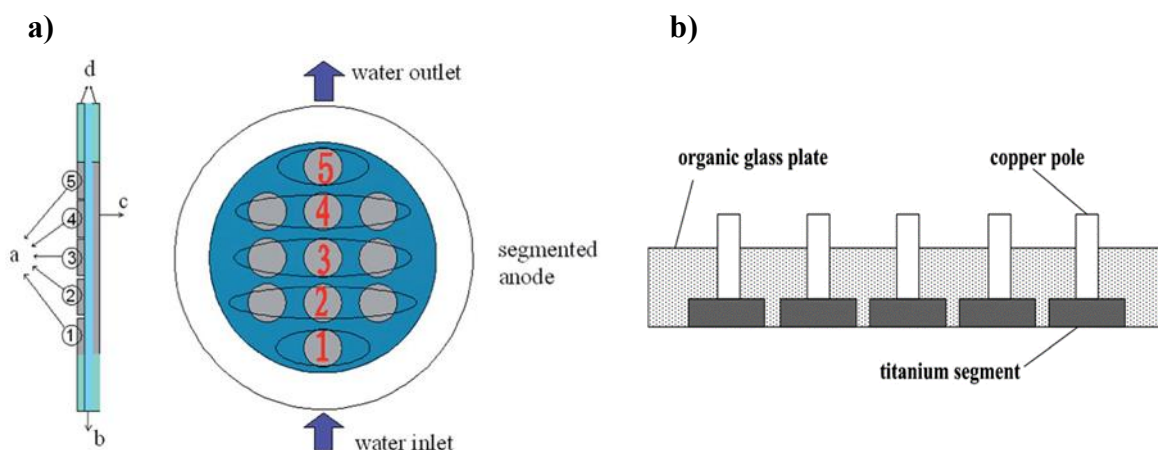 a)
b)
d
5
4
3
2
1
a
c
b
water outlet
5
4
3
2
1
segmented
anode
water inlet
organic glass plate
copper pole
titanium segment